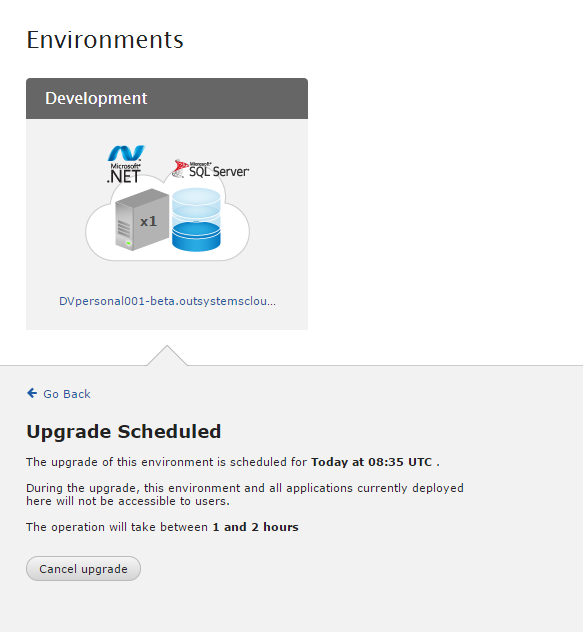 Environments
Development
Microsoft®
.NET
Microsoft®
SQL Server®
x1
DVpersonal001-beta.outsystemsclou...
Go Back
Upgrade Scheduled
The upgrade of this environment is scheduled for Today at 08:35 UTC .
During the upgrade, this environment and all applications currently deployed
here will not be accessible to users.
The operation will take between 1 and 2 hours
Cancel upgrade